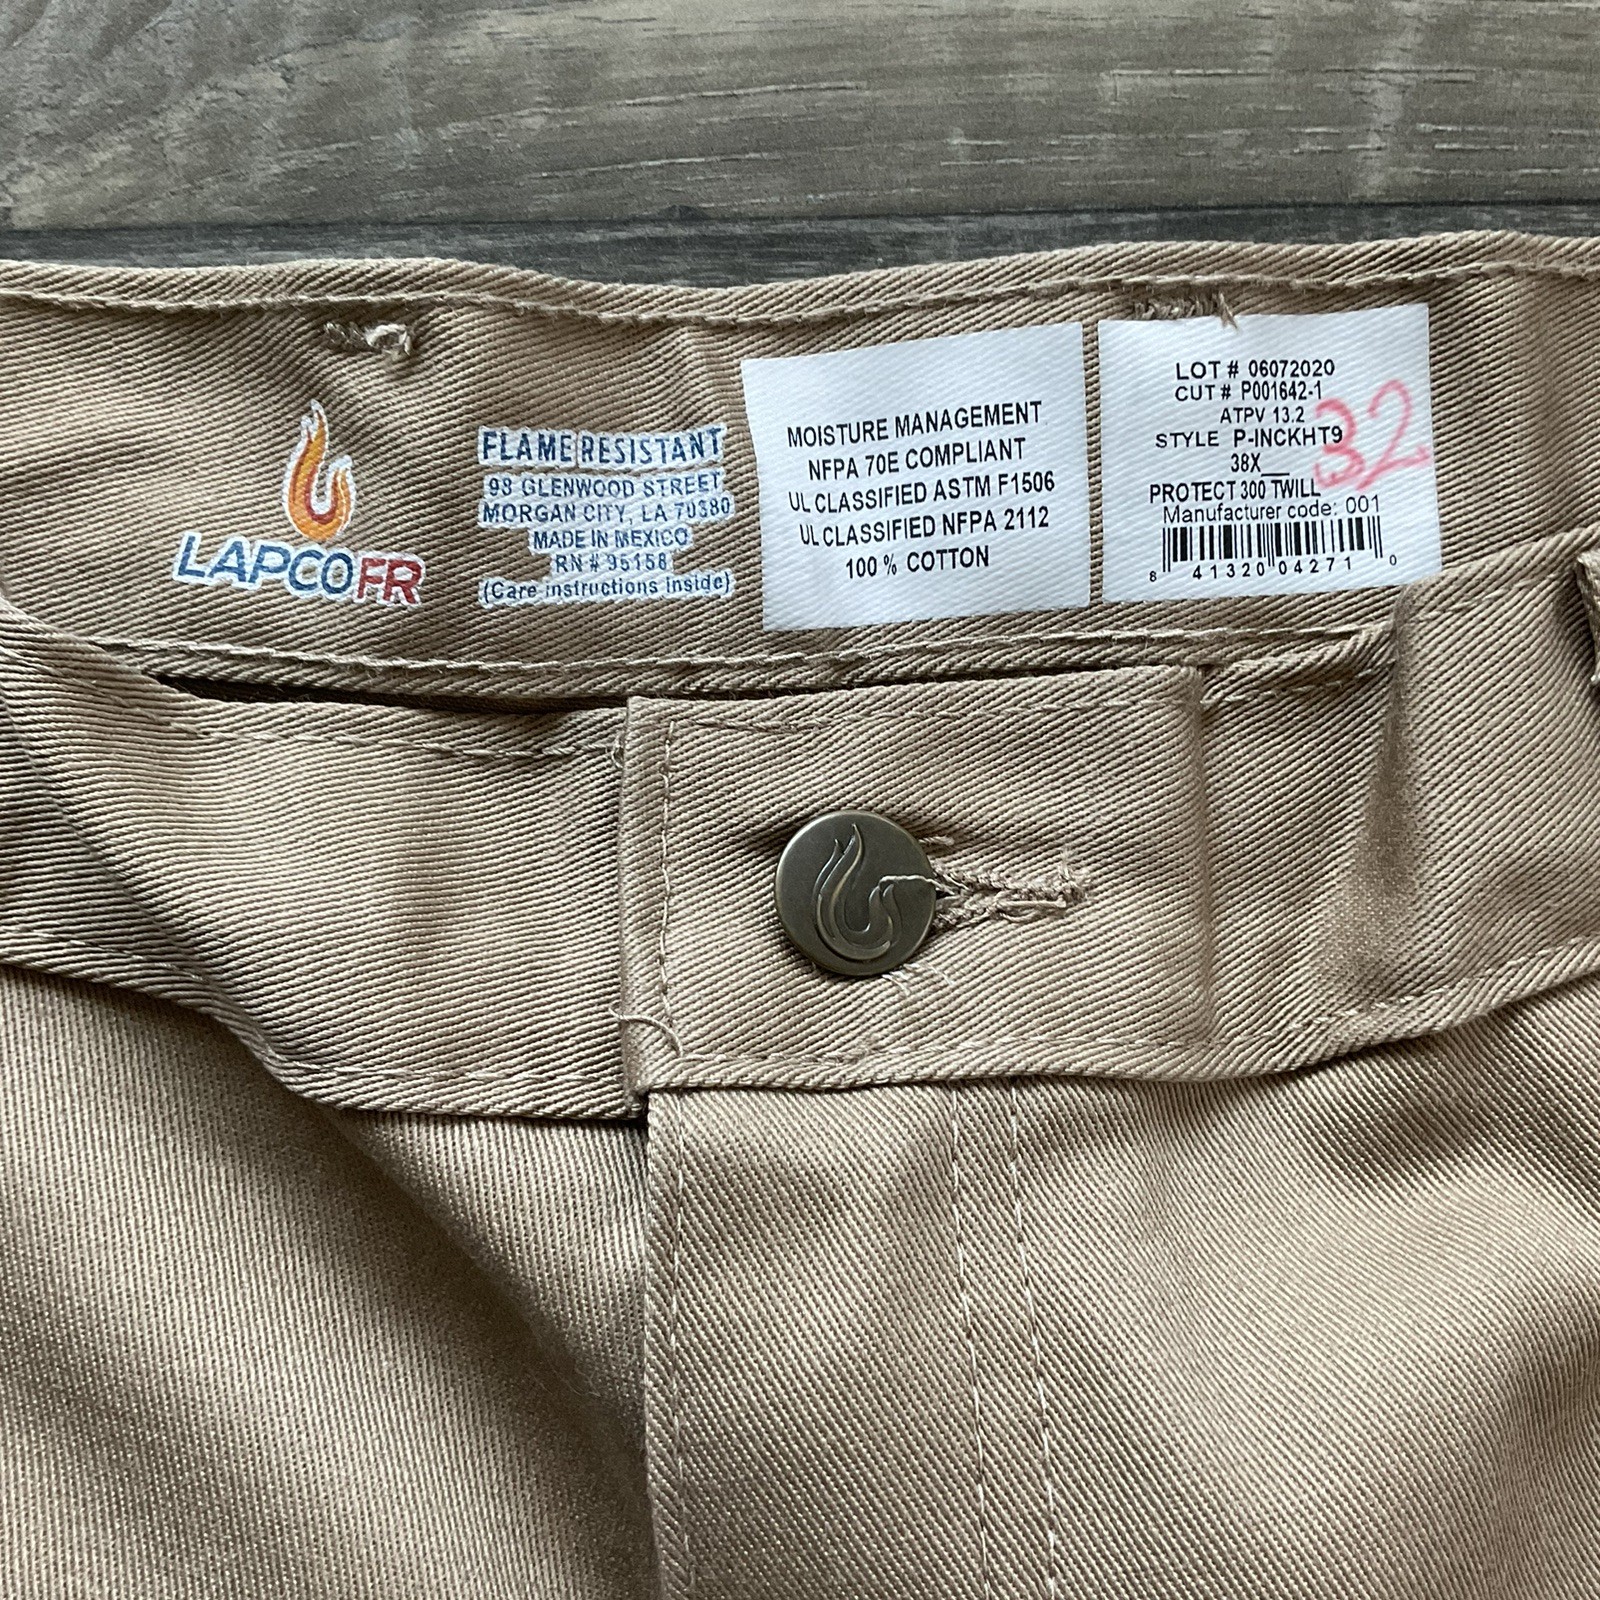 LAPCOFR
FLAME RESISTANT
98 GLENWOOD STREET
MORGAN CITY, LA 70380
MADE IN MEXICO
RN # 95158
(Care instructions inside)
MOISTURE MANAGEMENT
NFPA 70E COMPLIANT
UL CLASSIFIED ASTM F1506
UL CLASSIFIED NFPA 2112
100 % COTTON
LOT # 06072020
CUT # P001642-1
ATPV 13.2
STYLE P-INCKHT9
38X__ 32
PROTECT 300 TWILL
Manufacturer code: 001
8 41320 04271 0